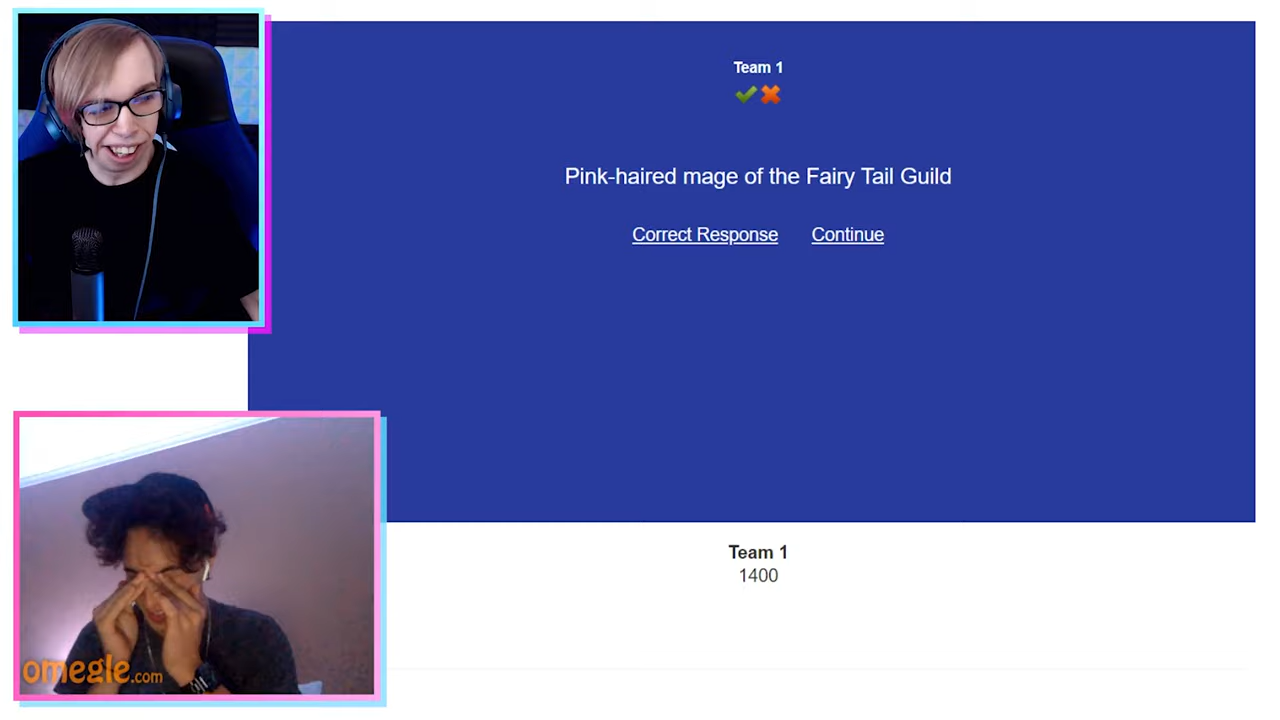 Team 1
Pink-haired mage of the Fairy Tail Guild
Correct Response Continue
Team 1
1400
omegle.com